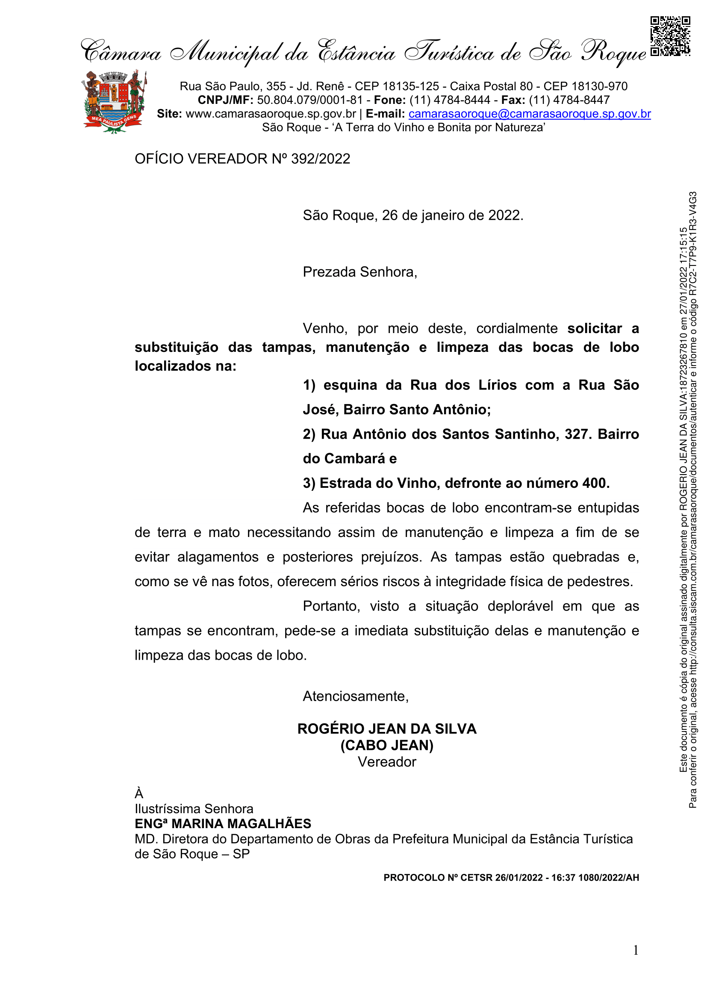 Câmara Municipal da Estância Turística de São Roque
Rua São Paulo, 355 - Jd. Renê - CEP 18135-125 - Caixa Postal 80 - CEP 18130-970
CNPJ/MF: 50.804.079/0001-81 - Fone: (11) 4784-8444 - Fax: (11) 4784-8447
Site: www.camarasaoroque.sp.gov.br | E-mail: camarasaoroque@camarasaoroque.sp.gov.br
São Roque - ‘A Terra do Vinho e Bonita por Natureza’
MEA PAULISTA GENS
OFÍCIO VEREADOR Nº 392/2022
São Roque, 26 de janeiro de 2022.
Prezada Senhora,
Venho, por meio deste, cordialmente solicitar a
substituição das tampas, manutenção e limpeza das bocas de lobo
localizados na:
1) esquina da Rua dos Lírios com a Rua São
José, Bairro Santo Antônio;
2) Rua Antônio dos Santos Santinho, 327. Bairro
do Cambará e
3) Estrada do Vinho, defronte ao número 400.
As referidas bocas de lobo encontram-se entupidas
de terra e mato necessitando assim de manutenção e limpeza a fim de se
evitar alagamentos e posteriores prejuízos. As tampas estão quebradas e,
como se vê nas fotos, oferecem sérios riscos à integridade física de pedestres.
Portanto, visto a situação deplorável em que as
tampas se encontram, pede-se a imediata substituição delas e manutenção e
limpeza das bocas de lobo.
Atenciosamente,
ROGÉRIO JEAN DA SILVA
(CABO JEAN)
Vereador
À
Ilustríssima Senhora
ENGª MARINA MAGALHÃES
MD. Diretora do Departamento de Obras da Prefeitura Municipal da Estância Turística
de São Roque – SP
PROTOCOLO Nº CETSR 26/01/2022 - 16:37 1080/2022/AH
1
Este documento é cópia do original assinado digitalmente por ROGERIO JEAN DA SILVA:18723267810 em 27/01/2022 17:15:15
Para conferir o original, acesse http://consulta.siscam.com.br/camarasaoroque/documentos/autenticar e informe o código R7C2-T7P9-K1R3-V4G3